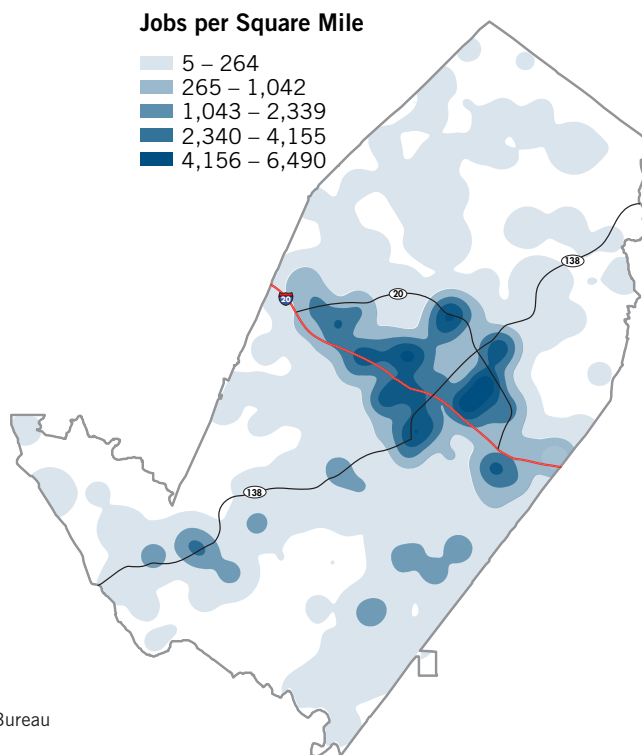 Jobs per Square Mile
5 – 264
265 – 1,042
1,043 – 2,339
2,340 – 4,155
4,156 – 6,490
138
20
20
138
Bureau